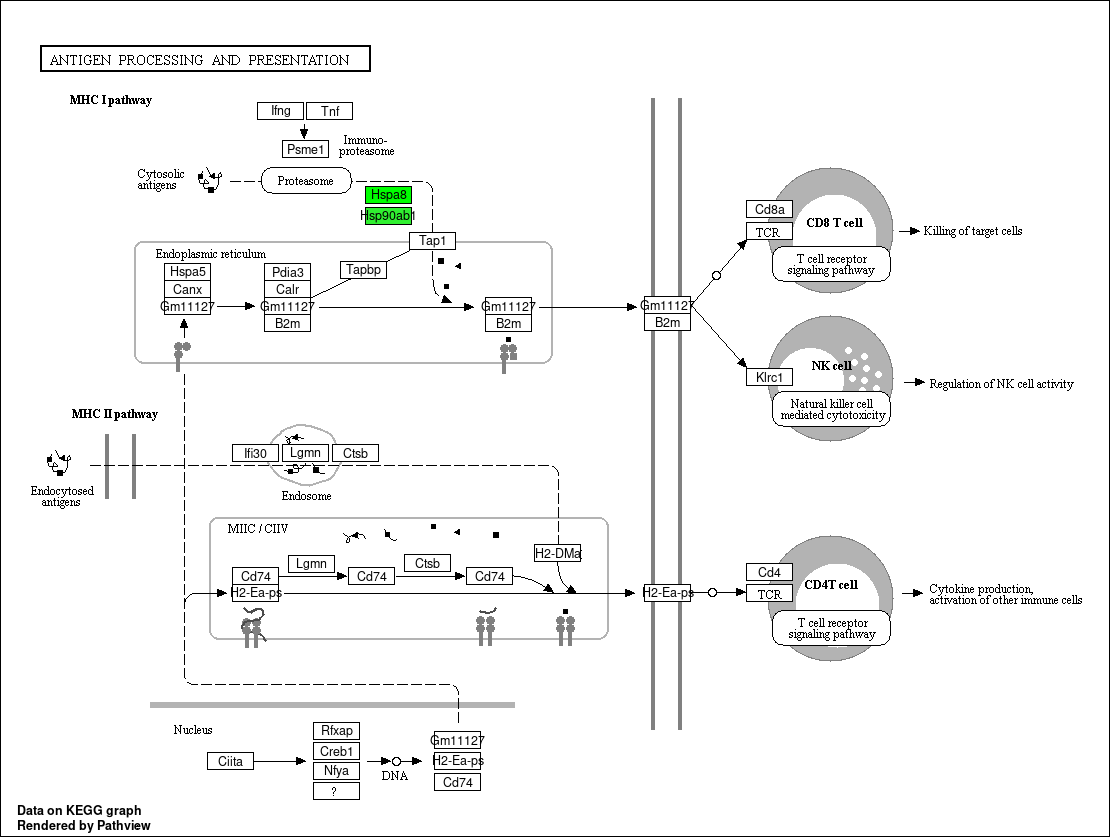 ANTIGEN PROCESSING AND PRESENTATION
MHC I pathway
Ifng
Tnf
Psme1
Immuno-
proteasome
Cytosolic
antigens
Proteasome
Hspa8
Hsp90ab1
Tap1
Endoplasmic reticulum
Hspa5
Canx
Gm11127
Pdia3
Calr
Gm11127
B2m
Tapbp
Gm11127
B2m
Gm11127
B2m
Cd8a
TCR
CD8 T cell
T cell receptor
signaling pathway
Killing of target cells
Klrc1
NK cell
Natural killer cell
mediated cytotoxicity
Regulation of NK cell activity
MHC II pathway
Endocytosed
antigens
Ifi30
Lgmn
Ctsb
Endosome
MIIC / CIIV
H2-DMa
Cd74
H2-Ea-ps
Lgmn
Cd74
Ctsb
Cd74
H2-Ea-ps
Cd4
TCR
CD4T cell
T cell receptor
signaling pathway
Cytokine production,
activation of other immune cells
Nucleus
Ciita
Rfxap
Creb1
Nfya
?
DNA
Gm11127
H2-Ea-ps
Cd74
Data on KEGG graph
Rendered by Pathview